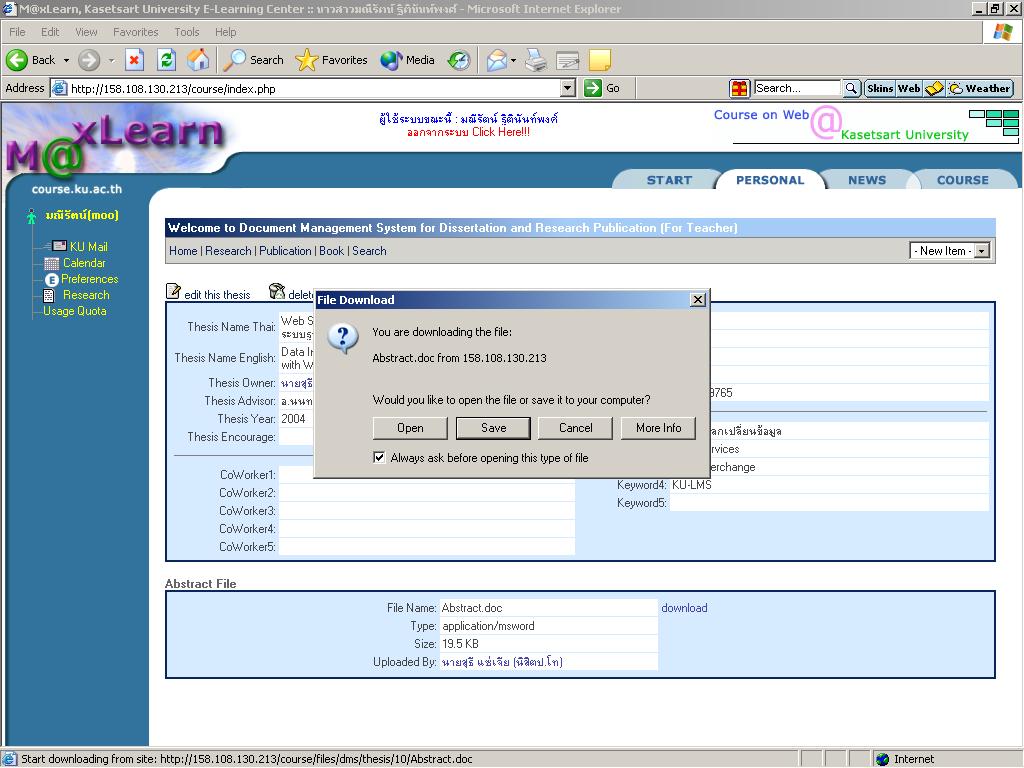 M@xLearn, Kasetsart University E-Learning Center :: นางสาวมณีรัตน์ ฐิตินันท์พงศ์ - Microsoft Internet Explorer
File Edit View Favorites Tools Help
Back Search Favorites Media
Address http://158.108.130.213/course/index.php Go Search... Skins Web Weather
M@xLearn
course.ku.ac.th
ผู้ใช้ระบบขณะนี้ : มณีรัตน์ ฐิตินันท์พงศ์
ออกจากระบบ Click Here!!!
Course on Web @ Kasetsart University
START PERSONAL NEWS COURSE
มณีรัตน์(moo)
KU Mail
Calendar
Preferences
Research
Usage Quota
Welcome to Document Management System for Dissertation and Research Publication (For Teacher)
Home | Research | Publication | Book | Search - New Item -
edit this thesis delet
File Download
You are downloading the file:
Abstract.doc from 158.108.130.213
Would you like to open the file or save it to your computer?
Open Save Cancel More Info
Always ask before opening this type of file
Thesis Name Thai: Web S
ระบบฐ
Thesis Name English: Data In
with W
Thesis Owner: นายสุธี
Thesis Advisor: อ.นนท
Thesis Year: 2004
Thesis Encourage:
CoWorker1:
CoWorker2:
CoWorker3:
CoWorker4:
CoWorker5:
9765
ลกเปลี่ยนข้อมูล
rvices
erchange
Keyword4: KU-LMS
Keyword5:
Abstract File
File Name: Abstract.doc download
Type: application/msword
Size: 19.5 KB
Uploaded By: นายสุธี แซ่เจีย (นิสิตป.โท)
Start downloading from site: http://158.108.130.213/course/files/dms/thesis/10/Abstract.doc Internet